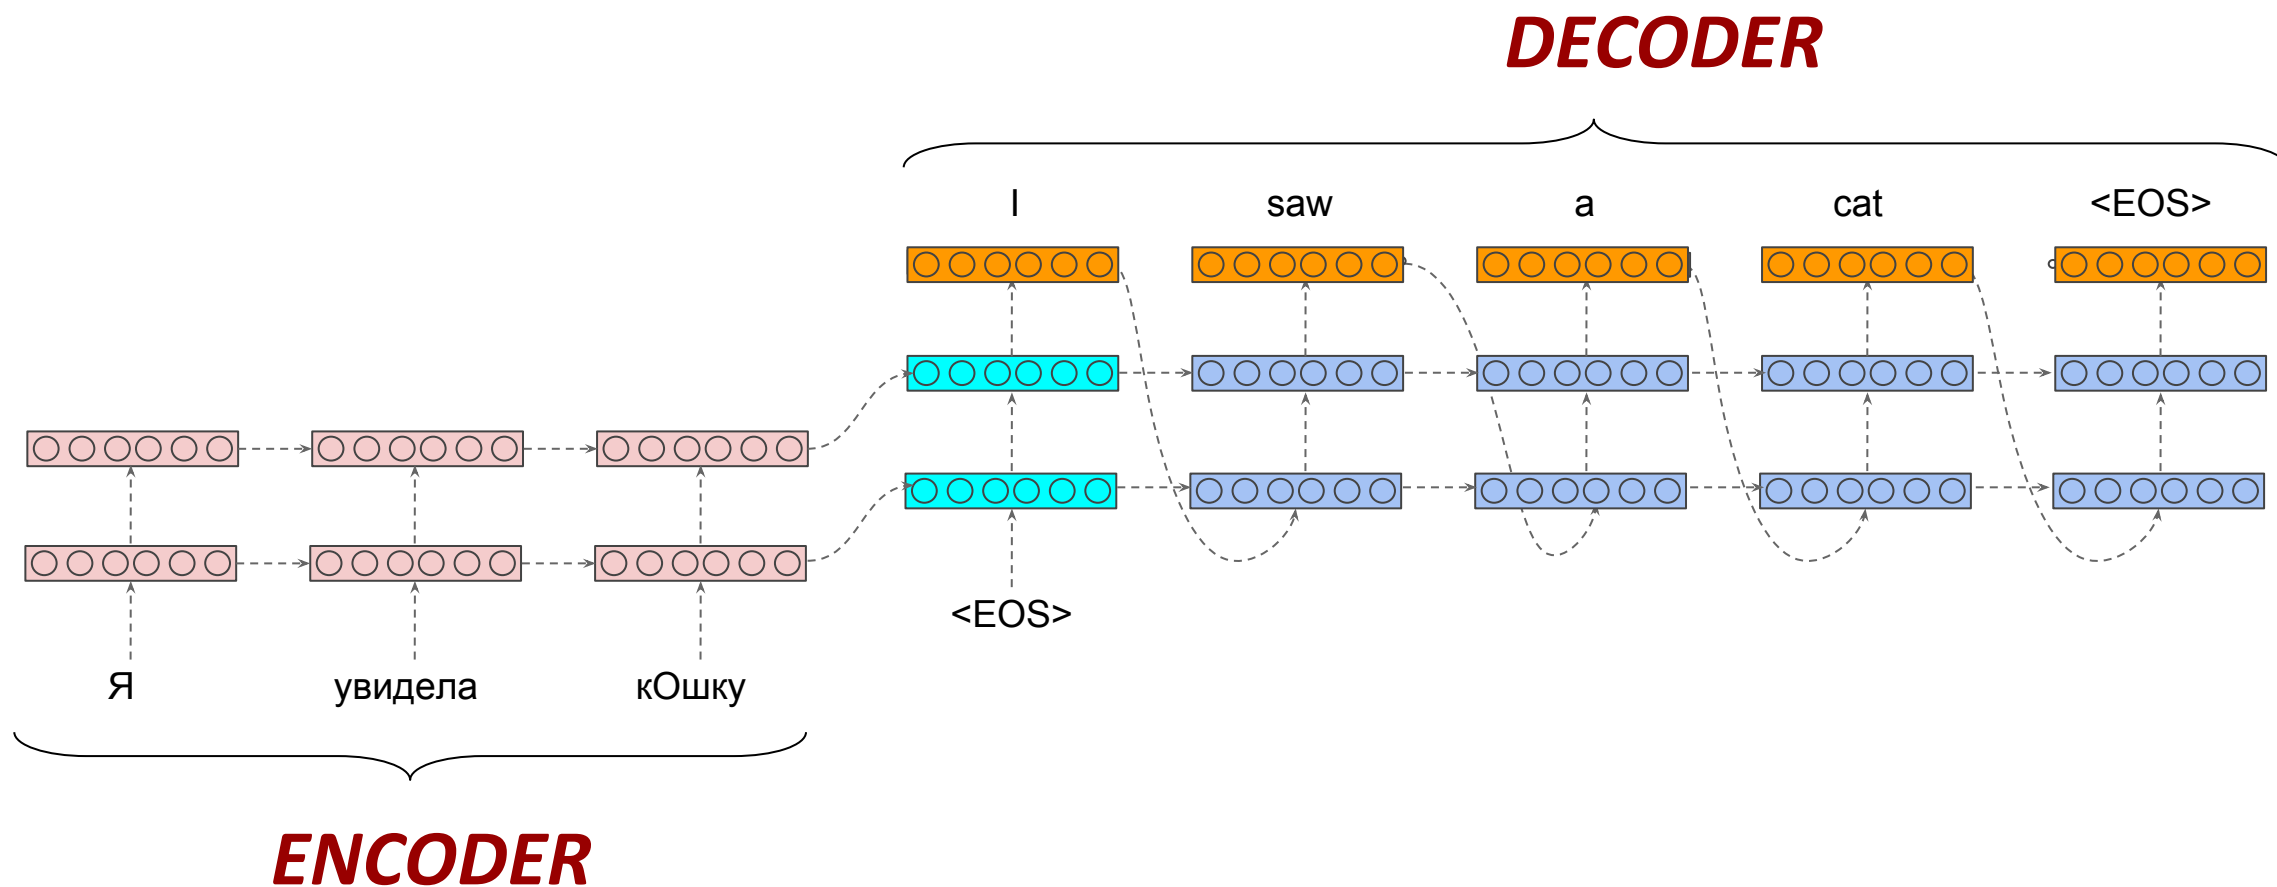 DECODER
I saw a cat <EOS>
<EOS>
Я увидела кОшку
ENCODER